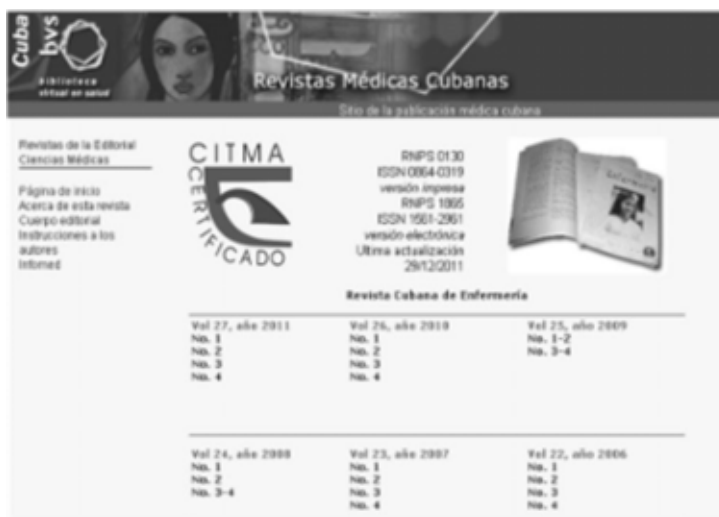 Cuba
bvs
biblioteca
virtual en salud
Revistas Médicas Cubanas
Sitio de la publicación médica cubana
Revistas de la Editorial
Ciencias Médicas
Página de inicio
Acerca de esta revista
Cuerpo editorial
Instrucciones a los
autores
Infomed
CITMA
CERTIFICADO
RNPS 0130
ISSN 0864-0319
versión impresa
RNPS 1865
ISSN 1561-2961
versión electrónica
Ultima actualización
29/12/2011
Enfermería
Revista Cubana de Enfermería
Vol 27, año 2011
No. 1
No. 2
No. 3
No. 4
Vol 26, año 2010
No. 1
No. 2
No. 3
No. 4
Vol 25, año 2009
No. 1-2
No. 3-4
Vol 24, año 2008
No. 1
No. 2
No. 3-4
Vol 23, año 2007
No. 1
No. 2
No. 3
No. 4
Vol 22, año 2006
No. 1
No. 2
No. 3
No. 4